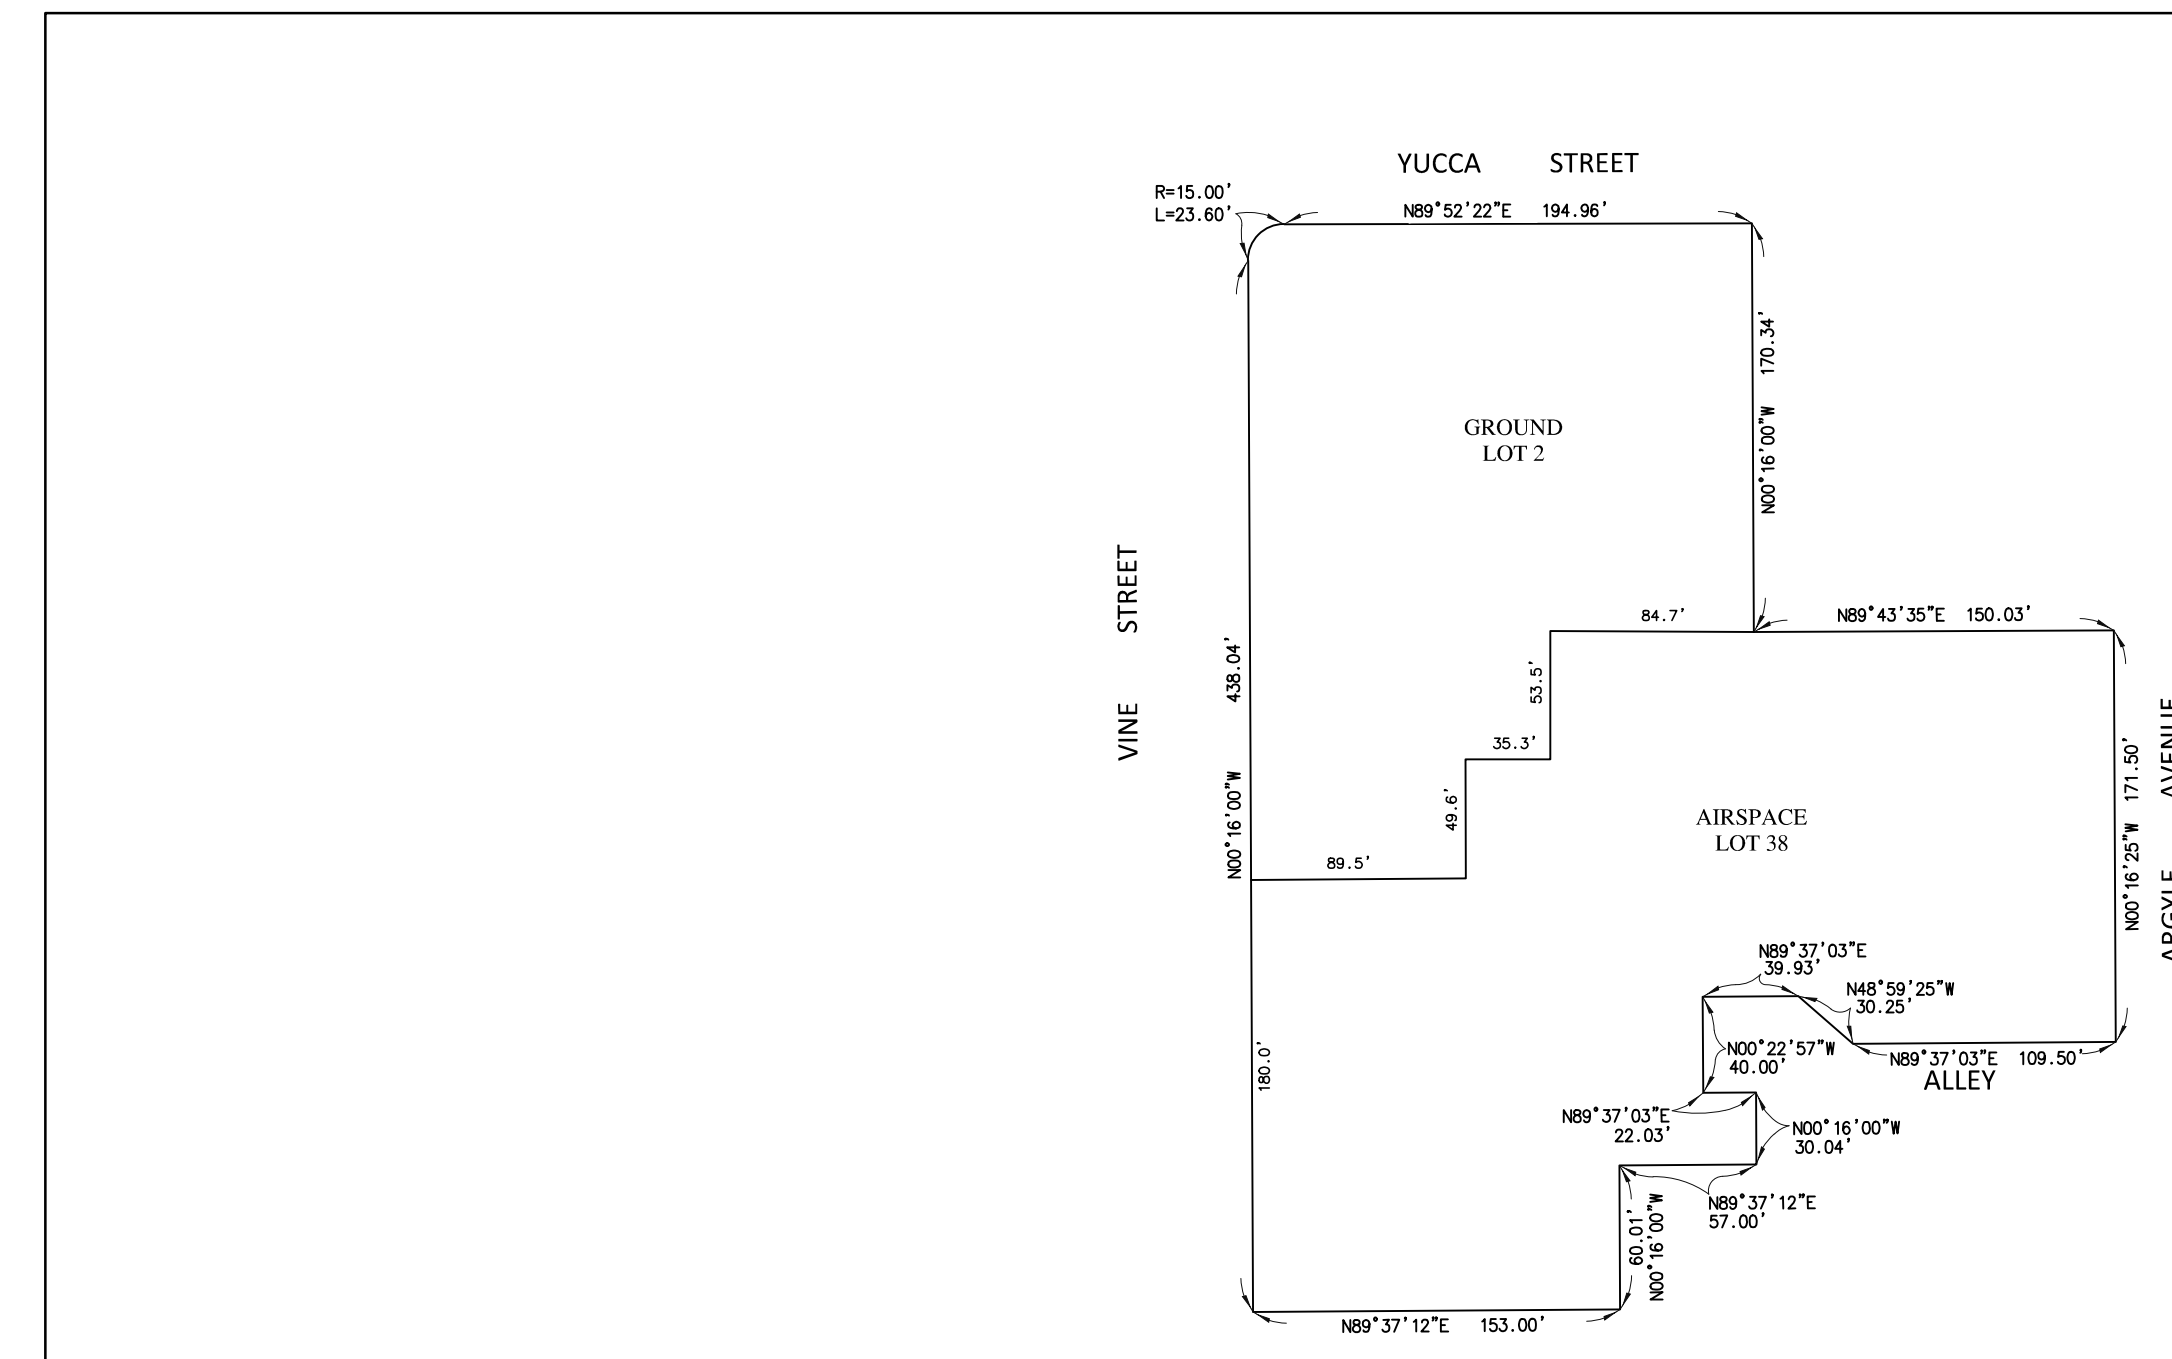 YUCCA STREET
R=15.00'
L=23.60'
N89°52'22"E 194.96'
N00°16'00"W 170.34'
GROUND
LOT 2
VINE STREET
N00°16'00"W 438.04'
84.7'
N89°43'35"E 150.03'
53.5'
35.3'
49.6'
89.5'
AIRSPACE
LOT 38
N00°16'25"W 171.50'
ARGYLE AVENUE
N89°37'03"E
39.93'
N48°59'25"W
30.25'
180.0'
N00°22'57"W
40.00'
N89°37'03"E 109.50'
ALLEY
N89°37'03"E
22.03'
N00°16'00"W
30.04'
N89°37'12"E
57.00'
60.01'
N00°16'00"W
N89°37'12"E 153.00'